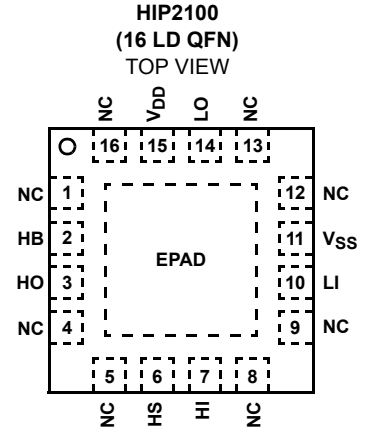 HIP2100
(16 LD QFN)
TOP VIEW
NC VDD LO NC
16 15 14 13
NC 1 12 NC
HB 2 11 VSS
EPAD
HO 3 10 LI
NC 4 9 NC
5 6 7 8
NC HS HI NC